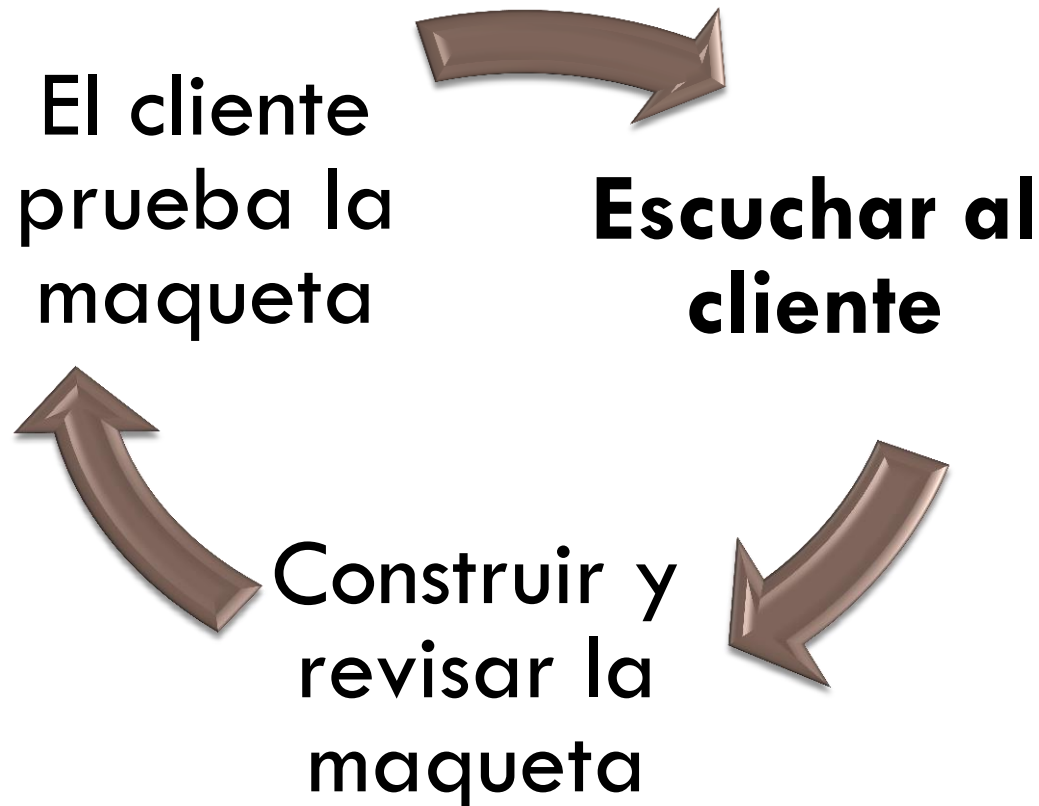 El cliente
prueba la
maqueta
Escuchar al
cliente
Construir y
revisar la
maqueta